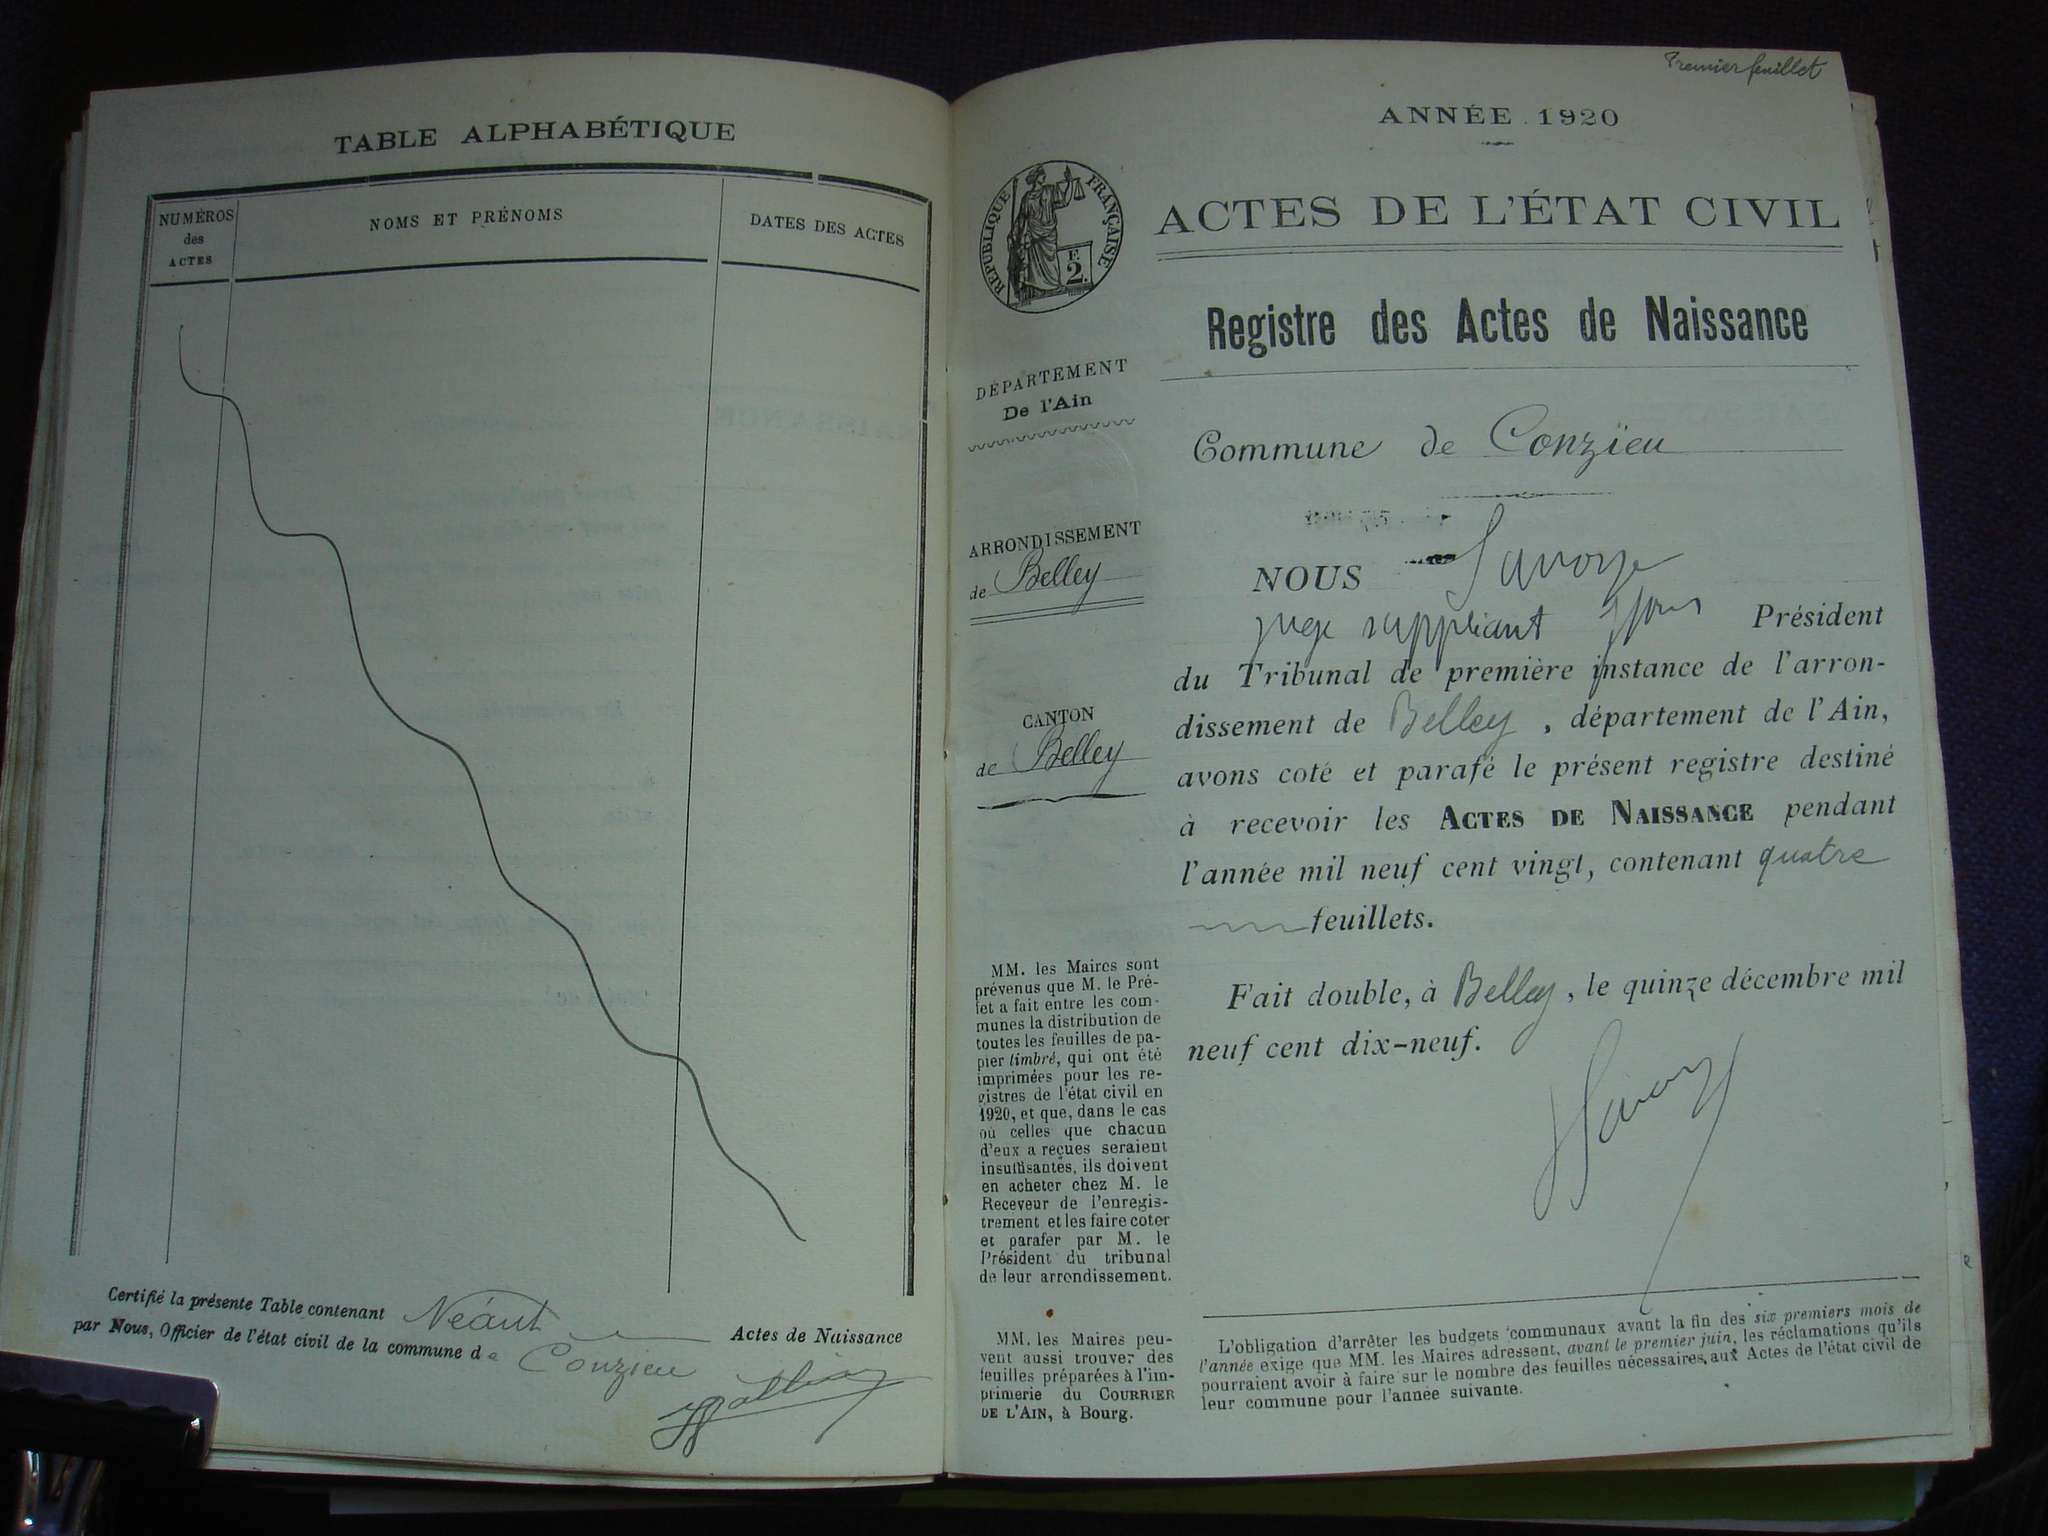 TABLE ALPHABÉTIQUE
NUMÉROS
des
ACTES
NOMS ET PRÉNOMS
DATES DES ACTES
Certifié la présente Table contenant Néant Actes de Naissance
par Nous, Officier de l'état civil de la commune de Conzieu
Premier feuillet
ANNÉE 1920
RÉPUBLIQUE FRANÇAISE
F.
2.
ACTES DE L'ÉTAT CIVIL
Registre des Actes de Naissance
DÉPARTEMENT
De l'Ain
ARRONDISSEMENT
de Belley
CANTON
de Belley
Commune de Conzïeu
NOUS Savoye
juge suppléant Président
du Tribunal de première instance de l'arron-
dissement de Belley, département de l'Ain,
avons coté et parafé le présent registre destiné
à recevoir les ACTES DE NAISSANCE pendant
l'année mil neuf cent vingt, contenant quatre
feuillets.
Fait double, à Belley, le quinze décembre mil
neuf cent dix-neuf.
MM. les Maires sont
prévenus que M. le Pré-
fet a fait entre les com-
munes la distribution de
toutes les feuilles de pa-
pier timbré, qui ont été
imprimées pour les re-
gistres de l'état civil en
1920, et que, dans le cas
où celles que chacun
d'eux a reçues seraient
insuffisantes, ils doivent
en acheter chez M. le
Receveur de l'enregis-
trement et les faire coter
et parafer par M. le
Président du tribunal
de leur arrondissement.
MM. les Maires peu-
vent aussi trouver des
feuilles préparées à l'im-
primerie du COURRIER
DE L'AIN, à Bourg.
L'obligation d'arrêter les budgets communaux avant la fin des six premiers mois de
l'année exige que MM. les Maires adressent, avant le premier juin, les réclamations qu'ils
pourraient avoir à faire sur le nombre des feuilles nécessaires aux Actes de l'état civil de
leur commune pour l'année suivante.